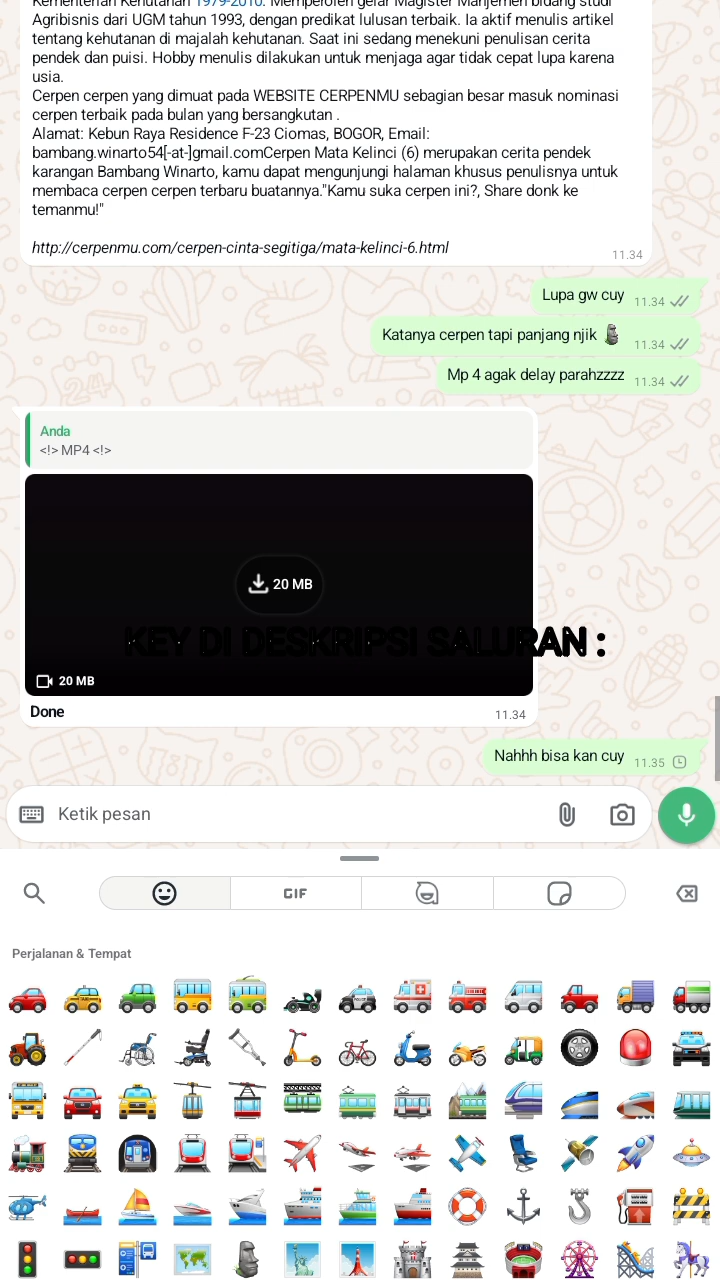 Kementerian Kehutanan 1979-2010. Memperoleh gelar Magister Manjemen bidang studi
Agribisnis dari UGM tahun 1993, dengan predikat lulusan terbaik. Ia aktif menulis artikel
tentang kehutanan di majalah kehutanan. Saat ini sedang menekuni penulisan cerita
pendek dan puisi. Hobby menulis dilakukan untuk menjaga agar tidak cepat lupa karena
usia.
Cerpen cerpen yang dimuat pada WEBSITE CERPENMU sebagian besar masuk nominasi
cerpen terbaik pada bulan yang bersangkutan .
Alamat: Kebun Raya Residence F-23 Ciomas, BOGOR, Email:
bambang.winarto54[-at-]gmail.comCerpen Mata Kelinci (6) merupakan cerita pendek
karangan Bambang Winarto, kamu dapat mengunjungi halaman khusus penulisnya untuk
membaca cerpen cerpen terbaru buatannya."Kamu suka cerpen ini?, Share donk ke
temanmu!"
http://cerpenmu.com/cerpen-cinta-segitiga/mata-kelinci-6.html
11.34
Lupa gw cuy 11.34
Katanya cerpen tapi panjang njik 🗿 11.34
Mp 4 agak delay parahzzzz 11.34
Anda
<!> MP4 <!>
20 MB
KEY DI DESKRIPSI SALURAN :
20 MB
Done 11.34
Nahhh bisa kan cuy 11.35
Ketik pesan
GIF
Perjalanan & Tempat